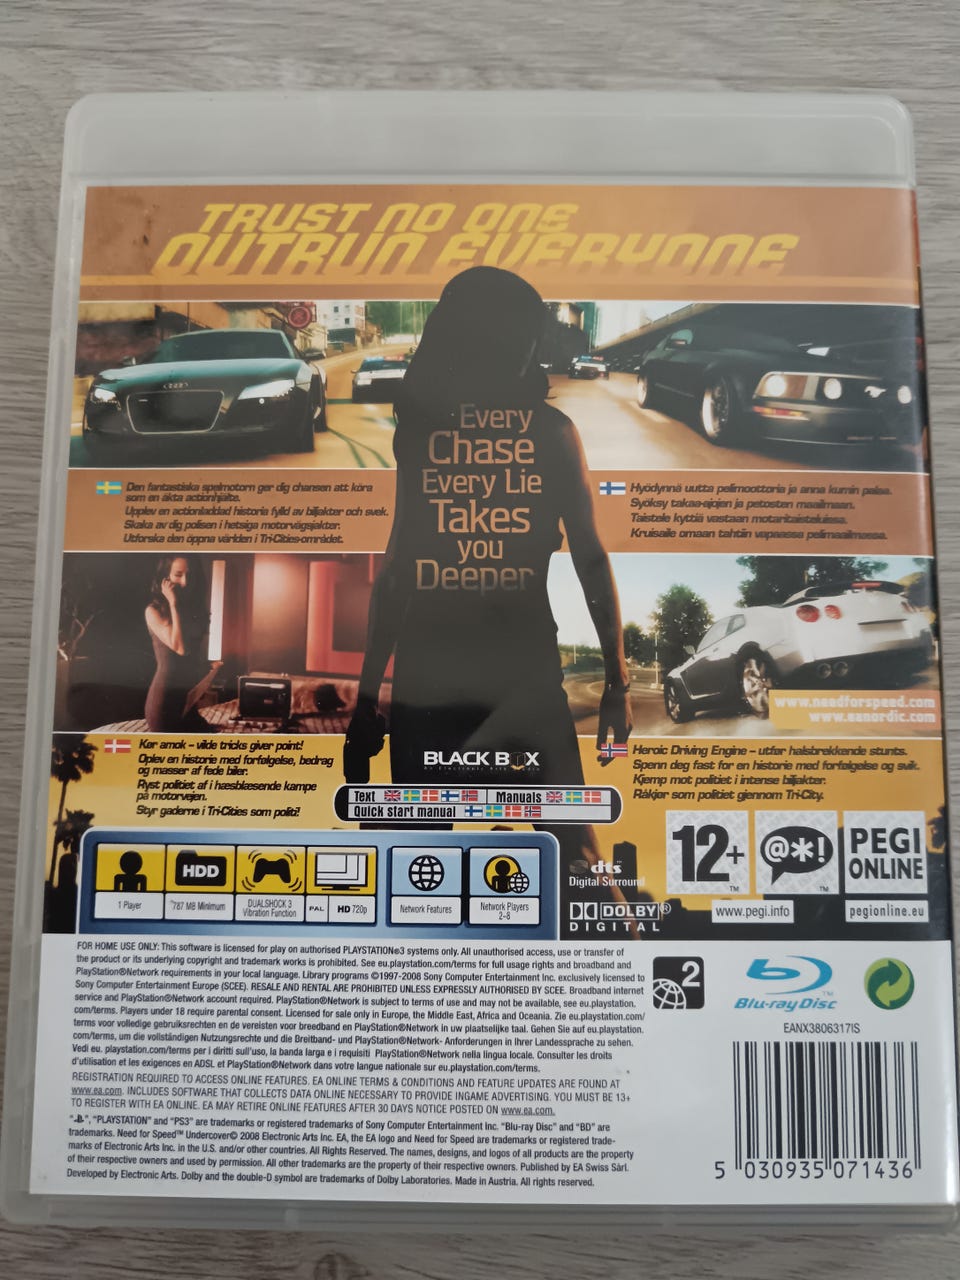 TRUST NO ONE
OUTRUN EVERYONE
Every
Chase
Every Lie
Takes
you
Deeper
Den fantastiska spelmotorn ger dig chansen att köra
som en äkta actionhjälte.
Upplev en actionladdad historia fylld av biljakter och svek.
Skaka av dig polisen i hetsiga motorvägsjakter.
Utforska den öppna världen i Tri-Cities-området.
Hyödynnä uutta pelimoottoria ja anna kumin palaa.
Syöksy takaa-ajojen ja petosten maailmaan.
Taistele kyttiä vastaan motaritaisteluissa.
Kruisaile omaan tahtiin vapaassa pelimaailmassa.
www.needforspeed.com
www.eanordic.com
Kør amok – vilde tricks giver point!
Oplev en historie med forfølgelse, bedrag
og masser af fede biler.
Ryst politiet af i hæsblæsende kampe
på motorvejen.
Styr gaderne i Tri-Cities som politi!
Heroic Driving Engine – utfør halsbrekkende stunts.
Spenn deg fast for en historie med forfølgelse og svik.
Kjemp mot politiet i intense biljakter.
Råkjør som politiet gjennom Tri-City.
BLACK BOX
An Electronic Arts Studio
Text Manuals
Quick start manual
1 Player
HDD
787 MB Minimum
DUALSHOCK 3
Vibration Function
PAL
HD 720p
Network Features
Network Players
2-8
dts
Digital Surround
DOLBY®
DIGITAL
12+
TM
www.pegi.info
@*!
TM
PEGI
ONLINE
pegionline.eu
FOR HOME USE ONLY: This software is licensed for play on authorised PLAYSTATION®3 systems only. All unauthorised access, use or transfer of
the product or its underlying copyright and trademark works is prohibited. See eu.playstation.com/terms for full usage rights and broadband and
PlayStation®Network requirements in your local language. Library programs ©1997-2008 Sony Computer Entertainment Inc. exclusively licensed to
Sony Computer Entertainment Europe (SCEE). RESALE AND RENTAL ARE PROHIBITED UNLESS EXPRESSLY AUTHORISED BY SCEE. Broadband internet
service and PlayStation®Network account required. PlayStation®Network is subject to terms of use and may not be available, see eu.playstation.
com/terms. Players under 18 require parental consent. Licensed for sale only in Europe, the Middle East, Africa and Oceania. Zie eu.playstation.com/
terms voor volledige gebruiksrechten en de vereisten voor breedband en PlayStation®Network in uw plaatselijke taal. Gehen Sie auf eu.playstation.
com/terms, um die vollständigen Nutzungsrechte und die Breitband- und PlayStation®Network- Anforderungen in Ihrer Landessprache zu sehen.
Vedi eu. playstation.com/terms per i diritti sull'uso, la banda larga e i requisiti PlayStation®Network nella lingua locale. Consulter les droits
d'utilisation et les exigences en ADSL et PlayStation®Network dans votre langue nationale sur eu.playstation.com/terms.
REGISTRATION REQUIRED TO ACCESS ONLINE FEATURES. EA ONLINE TERMS & CONDITIONS AND FEATURE UPDATES ARE FOUND AT
www.ea.com. INCLUDES SOFTWARE THAT COLLECTS DATA ONLINE NECESSARY TO PROVIDE INGAME ADVERTISING. YOU MUST BE 13+
TO REGISTER WITH EA ONLINE. EA MAY RETIRE ONLINE FEATURES AFTER 30 DAYS NOTICE POSTED ON www.ea.com.
" ", "PLAYSTATION" and "PS3" are trademarks or registered trademarks of Sony Computer Entertainment Inc. "Blu-ray Disc" and "BD" are
trademarks. Need for Speed™ Undercover© 2008 Electronic Arts Inc. EA, the EA logo and Need for Speed are trademarks or registered trade-
marks of Electronic Arts Inc. in the U.S. and/or other countries. All Rights Reserved. The names, designs, and logos of all products are the property
of their respective owners and used by permission. All other trademarks are the property of their respective owners. Published by EA Swiss Sàrl.
Developed by Electronic Arts. Dolby and the double-D symbol are trademarks of Dolby Laboratories. Made in Austria. All rights reserved.
2
Blu-ray Disc
TM
EANX3806317IS
5 030935 071436